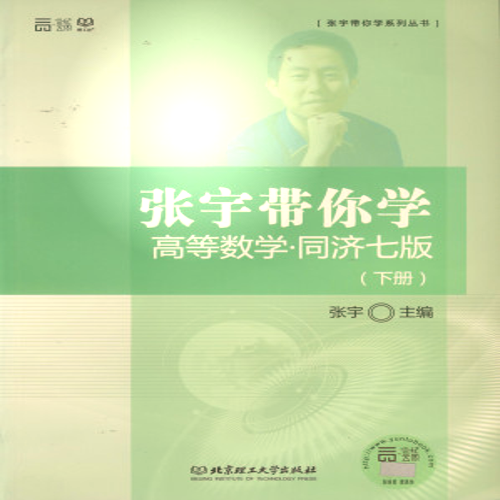 [ 张宇带你学系列丛书 ]
张宇带你学
高等数学·同济七版
(下册)
张宇 主编
北京理工大学出版社